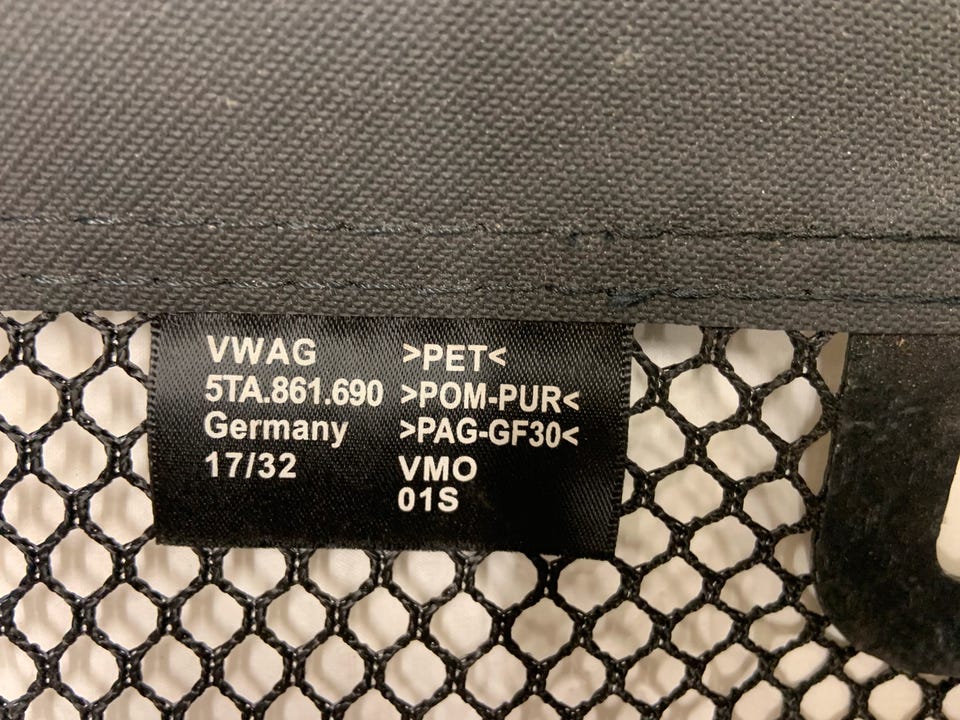 VWAG
5TA.861.690
Germany
17/32
>PET<
>POM-PUR<
>PAG-GF30<
VMO
01S